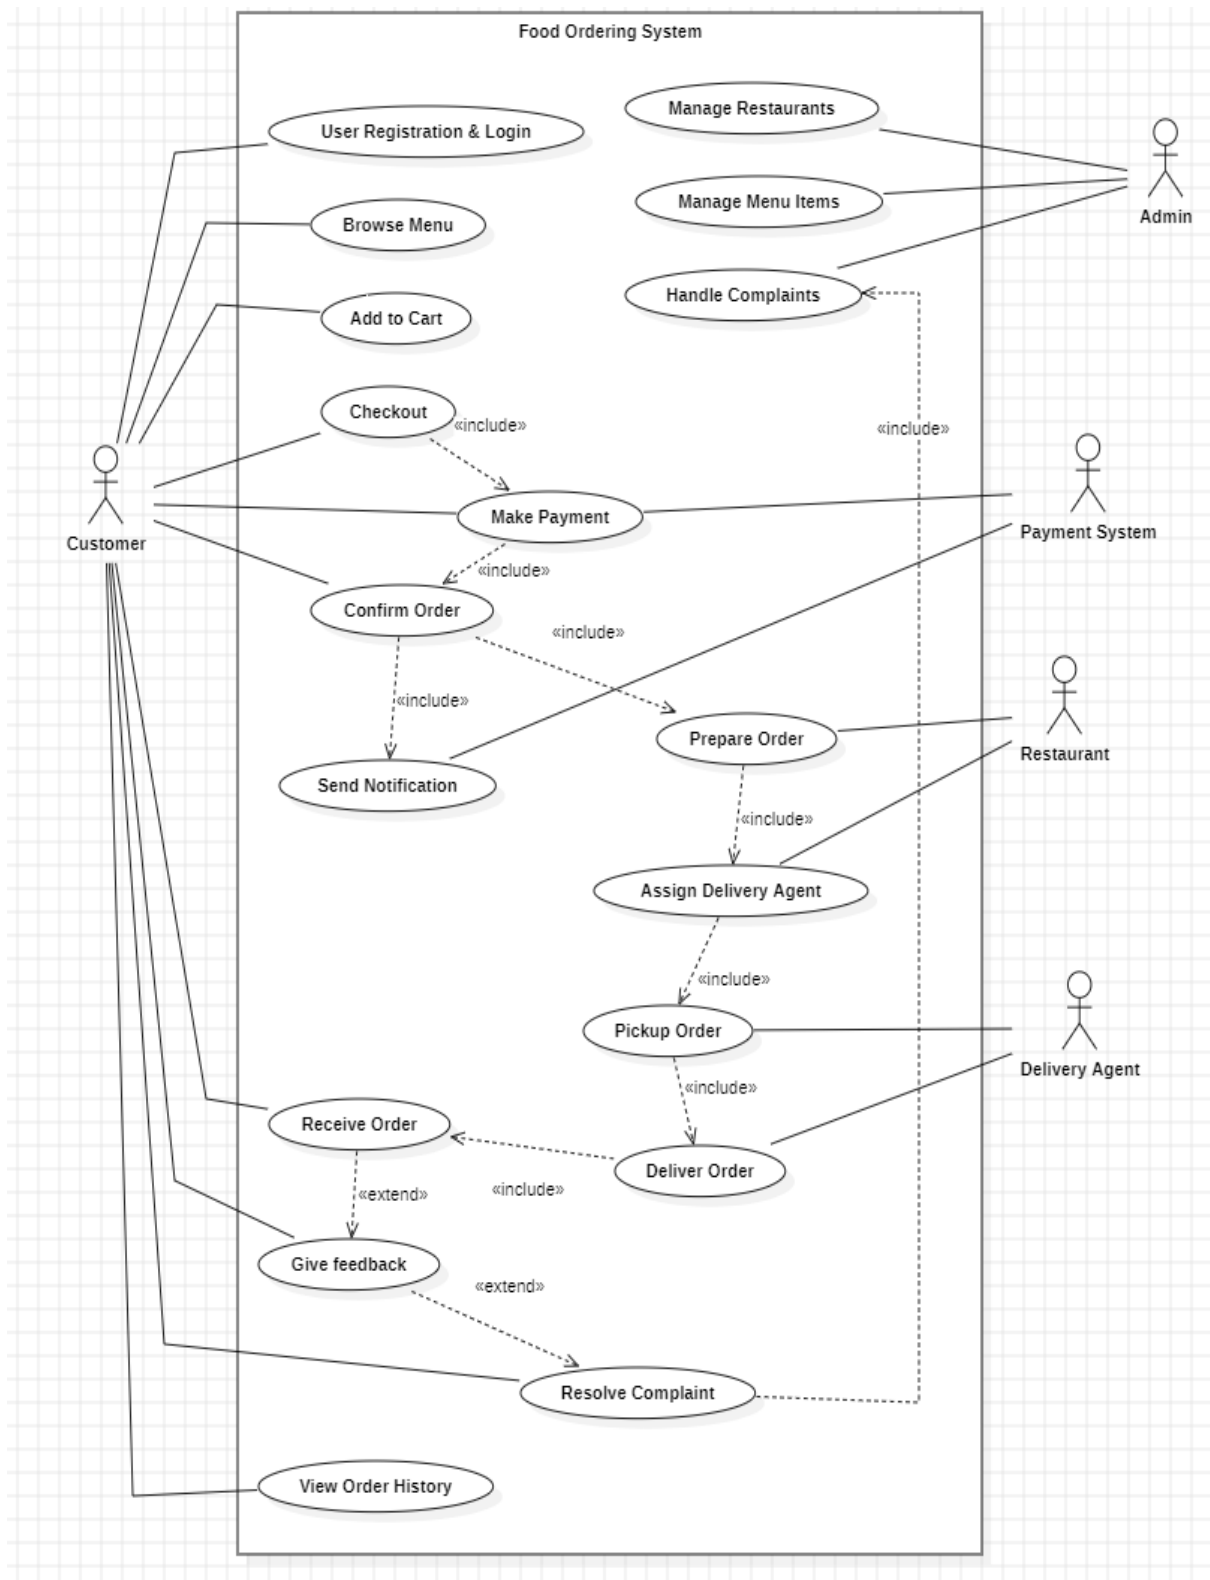 Food Ordering System
Manage Restaurants
User Registration & Login
Manage Menu Items
Admin
Browse Menu
Handle Complaints
Add to Cart
Checkout
«include»
«include»
Make Payment
Payment System
Customer
«include»
Confirm Order
«include»
«include»
Prepare Order
Restaurant
Send Notification
«include»
Assign Delivery Agent
«include»
Pickup Order
Delivery Agent
«include»
Receive Order
Deliver Order
«extend»
«include»
Give feedback
«extend»
Resolve Complaint
View Order History